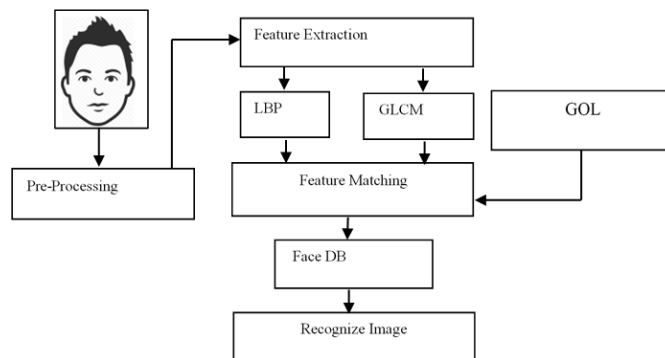 Feature Extraction
LBP
GLCM
GOL
Pre-Processing
Feature Matching
Face DB
Recognize Image